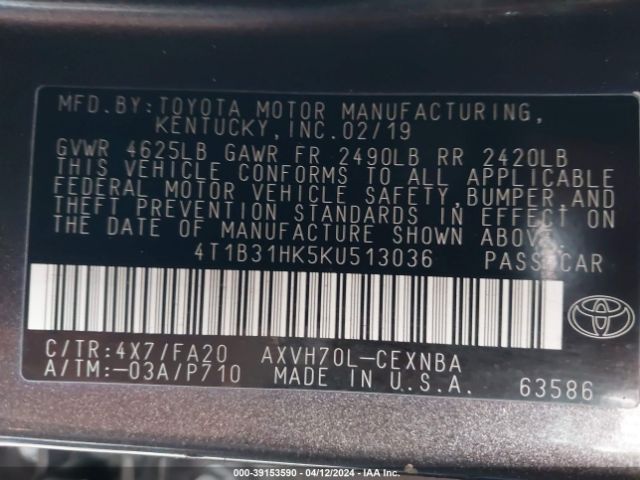 MFD.BY:TOYOTA MOTOR MANUFACTURING,
KENTUCKY,INC.02/19
GVWR 4625LB GAWR FR 2490LB RR 2420LB
THIS VEHICLE CONFORMS TO ALL APPLICABLE
FEDERAL MOTOR VEHICLE SAFETY,BUMPER,AND
THEFT PREVENTION STANDARDS IN EFFECT ON
THE DATE OF MANUFACTURE SHOWN ABOVE.
4T1B31HK5KU513036 PASS.CAR
C/TR:4X7/FA20 AXVH70L-CEXNBA
A/TM:-03A/P710 MADE IN U.S.A. 63586
000-39153590 - 04/12/2024 - IAA Inc.